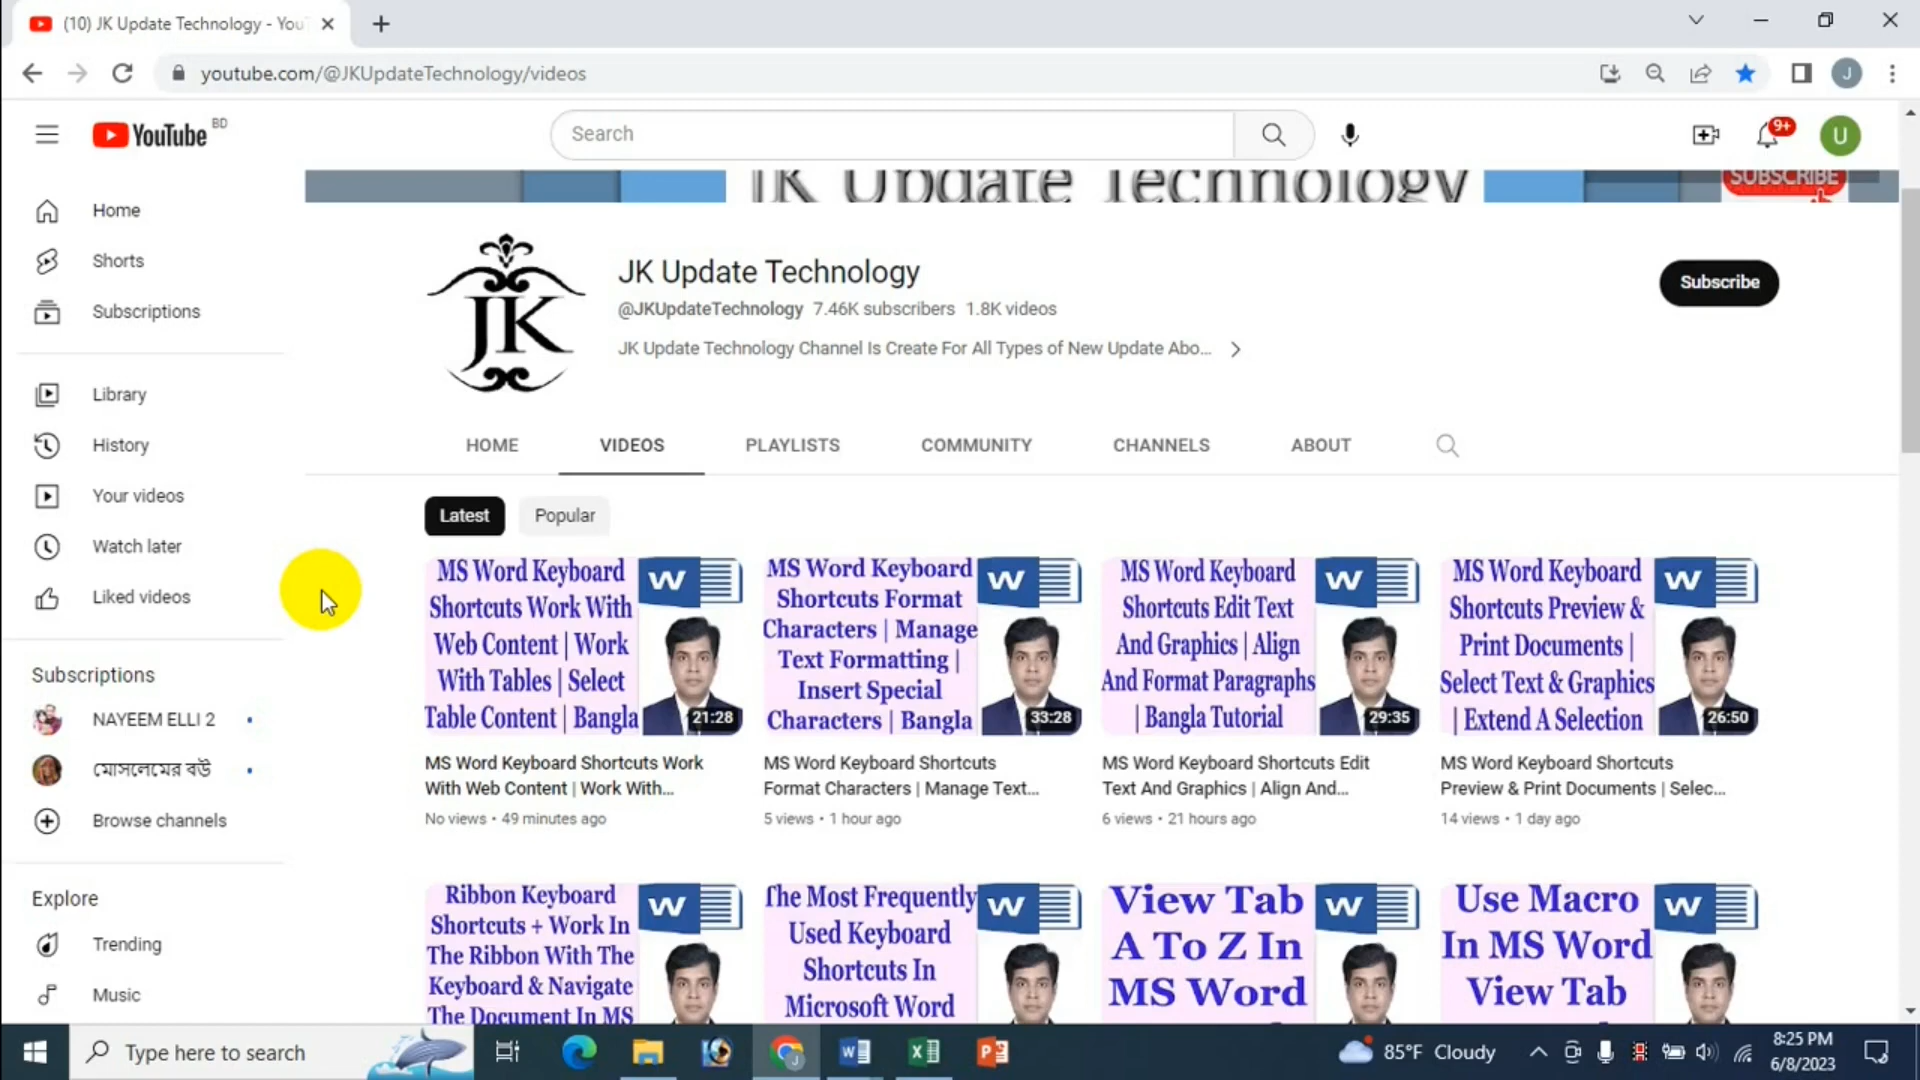 (10) JK Update Technology - You
youtube.com/@JKUpdateTechnology/videos
J
YouTube BD
Search
9+
U
Home
Shorts
Subscriptions
Library
History
Your videos
Watch later
Liked videos
Subscriptions
NAYEEM ELLI 2
মোসলেমের বউ
Browse channels
Explore
Trending
Music
JK Update Technology
SUBSCRIBE
JK
JK Update Technology
@JKUpdateTechnology 7.46K subscribers 1.8K videos
JK Update Technology Channel Is Create For All Types of New Update Abo...
Subscribe
HOME VIDEOS PLAYLISTS COMMUNITY CHANNELS ABOUT
Latest Popular
MS Word Keyboard
Shortcuts Work With
Web Content | Work
With Tables | Select
Table Content | Bangla
W
21:28
MS Word Keyboard Shortcuts Work
With Web Content | Work With...
No views • 49 minutes ago
MS Word Keyboard
Shortcuts Format
Characters | Manage
Text Formatting |
Insert Special
Characters | Bangla
W
33:28
MS Word Keyboard Shortcuts
Format Characters | Manage Text...
5 views • 1 hour ago
MS Word Keyboard
Shortcuts Edit Text
And Graphics | Align
And Format Paragraphs
| Bangla Tutorial
W
29:35
MS Word Keyboard Shortcuts Edit
Text And Graphics | Align And...
6 views • 21 hours ago
MS Word Keyboard
Shortcuts Preview &
Print Documents |
Select Text & Graphics
| Extend A Selection
W
26:50
MS Word Keyboard Shortcuts
Preview & Print Documents | Selec...
14 views • 1 day ago
Ribbon Keyboard
Shortcuts + Work In
The Ribbon With The
Keyboard & Navigate
The Document In MS
W
The Most Frequently
Used Keyboard
Shortcuts In
Microsoft Word
W
View Tab
A To Z In
MS Word
W
Use Macro
In MS Word
View Tab
W
Type here to search
85°F Cloudy
8:25 PM
6/8/2023